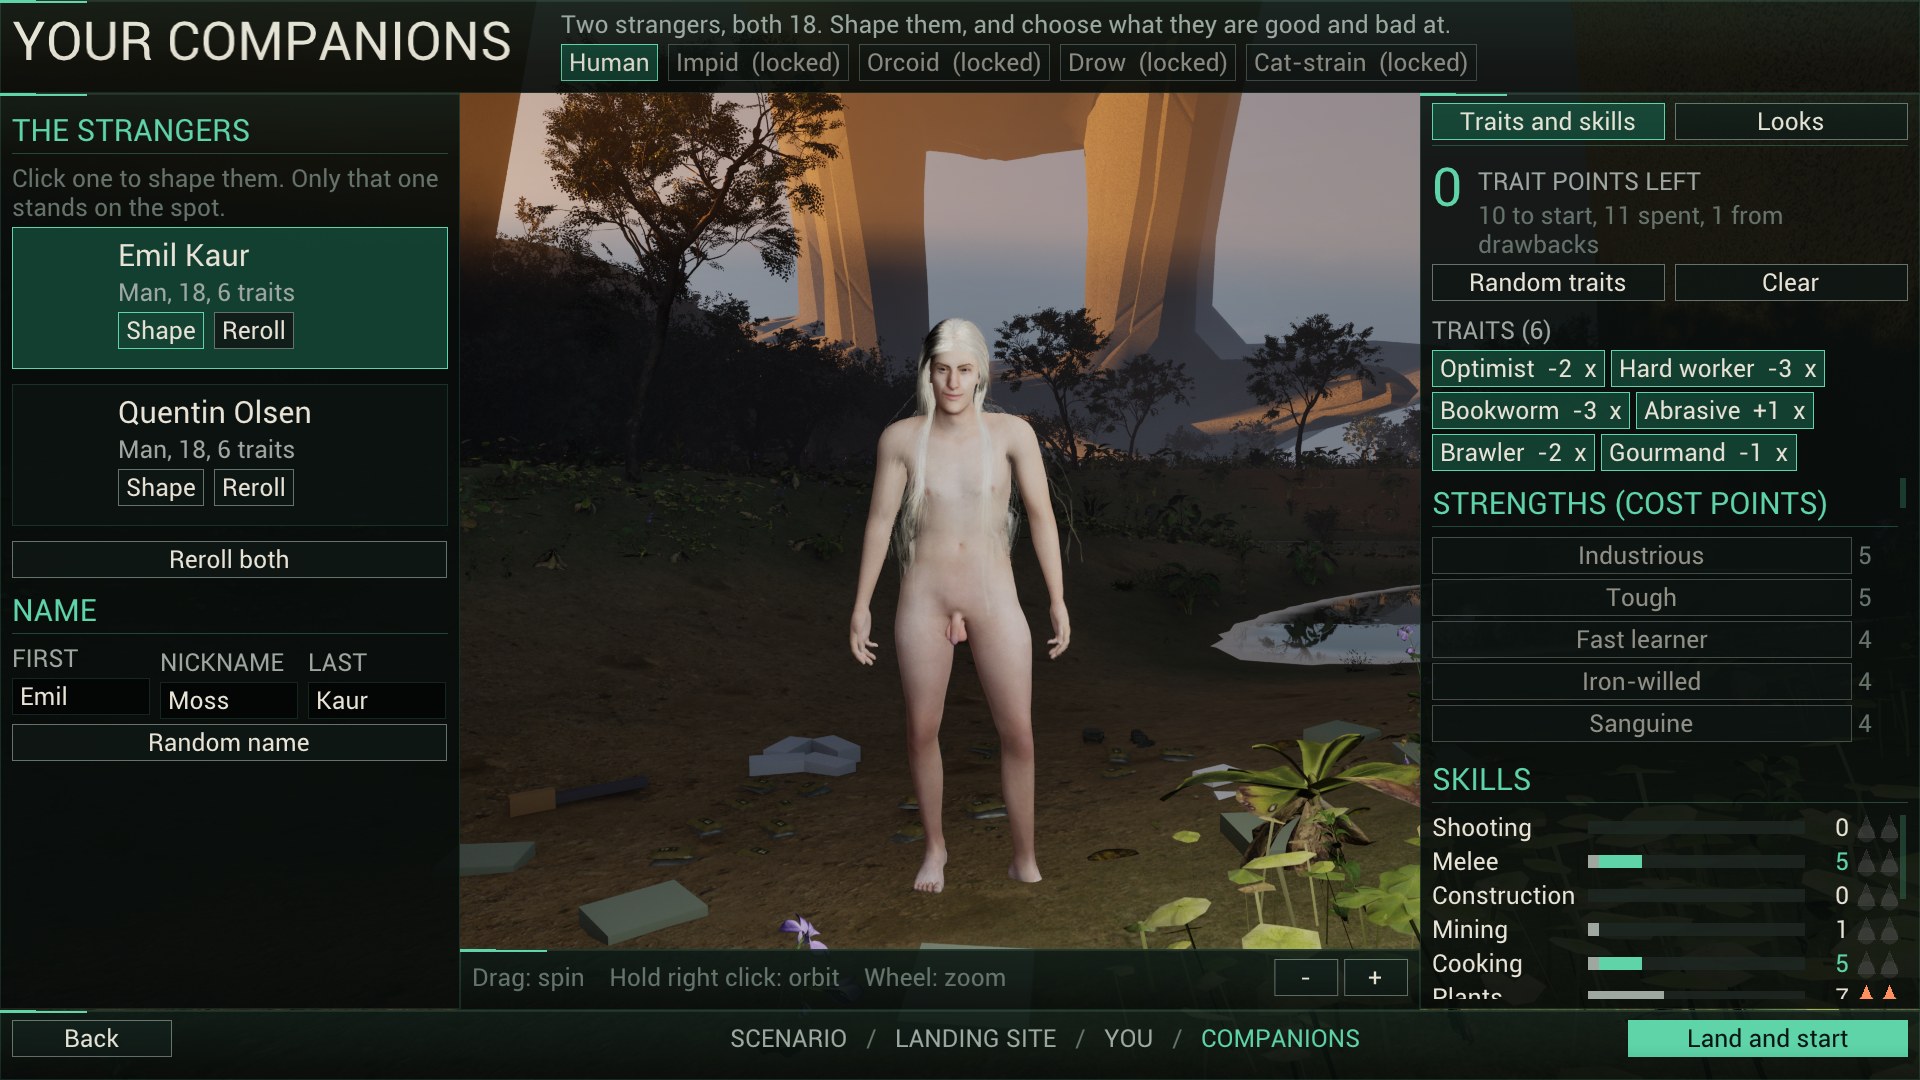 YOUR COMPANIONS
Two strangers, both 18. Shape them, and choose what they are good and bad at.
Human
Impid (locked)
Orcoid (locked)
Drow (locked)
Cat-strain (locked)
THE STRANGERS
Click one to shape them. Only that one
stands on the spot.
Emil Kaur
Man, 18, 6 traits
Shape
Reroll
Quentin Olsen
Man, 18, 6 traits
Shape
Reroll
Reroll both
NAME
FIRST
NICKNAME
LAST
Emil
Moss
Kaur
Random name
Drag: spin
Hold right click: orbit
Wheel: zoom
-
+
Traits and skills
Looks
0
TRAIT POINTS LEFT
10 to start, 11 spent, 1 from
drawbacks
Random traits
Clear
TRAITS (6)
Optimist -2 x
Hard worker -3 x
Bookworm -3 x
Abrasive +1 x
Brawler -2 x
Gourmand -1 x
STRENGTHS (COST POINTS)
Industrious 5
Tough 5
Fast learner 4
Iron-willed 4
Sanguine 4
SKILLS
Shooting 0
Melee 5
Construction 0
Mining 1
Cooking 5
Plants 7
Back
SCENARIO / LANDING SITE / YOU / COMPANIONS
Land and start